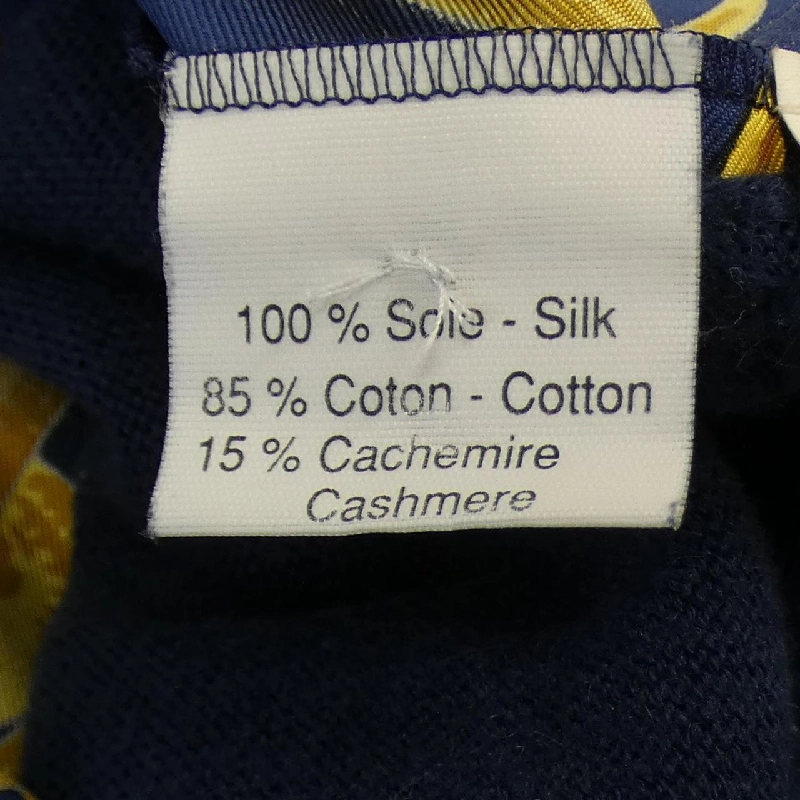 100 % Soie - Silk
85 % Coton - Cotton
15 % Cachemire
Cashmere